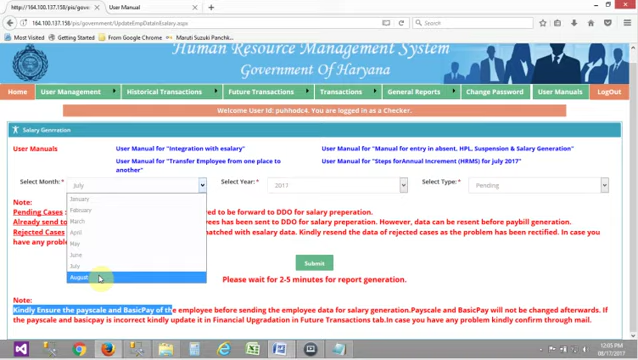 http://164.100.137.158/pis/gove
User Manual
164.100.137.158/pis/government/UpdateEmpDatainEsalary.aspx
Search
Most Visited
Getting Started
From Google Chrome
Maruti Suzuki Panchk...
Human Resource Management System
Government Of Haryana
Home
User Management
Historical Transactions
Future Transactions
Transactions
General Reports
Change Password
User Manuals
LogOut
Welcome User Id: puhhodc4. You are logged in as a Checker.
Salary Genration
User Manuals
User Manual for "Integration with esalary"
User Manual for "Manual for entry in absent, HPL, Suspension & Salary Generation"
User Manual for "Transfer Employee from one place to
another"
User Manual for "Steps forAnnual Increment (HRMS) for july 2017"
Select Month: *
July
Select Year: *
2017
Select Type: *
Pending
January
February
March
April
May
June
July
August
Note:
Pending Cases
red to be forward to DDO for salary preperation.
Already send to
DDO for salary preperation. However, data can be resent before paybill generation.
Rejected Cases
matched with esalary data. Kindly resend the data of rejected cases as the problem has been rectified. In case you
have any proble
Submit
Please wait for 2-5 minutes for report generation.
Note:
Kindly Ensure the payscale and BasicPay of the employee before sending the employee data for salary generation.Payscale and BasicPay will not be changed afterwards. If
the payscale and basicpay is incorrect kindly update it in Financial Upgradation in Future Transactions tab.In case you have any problem kindly confirm through mail.
12:05 PM
08/17/2017